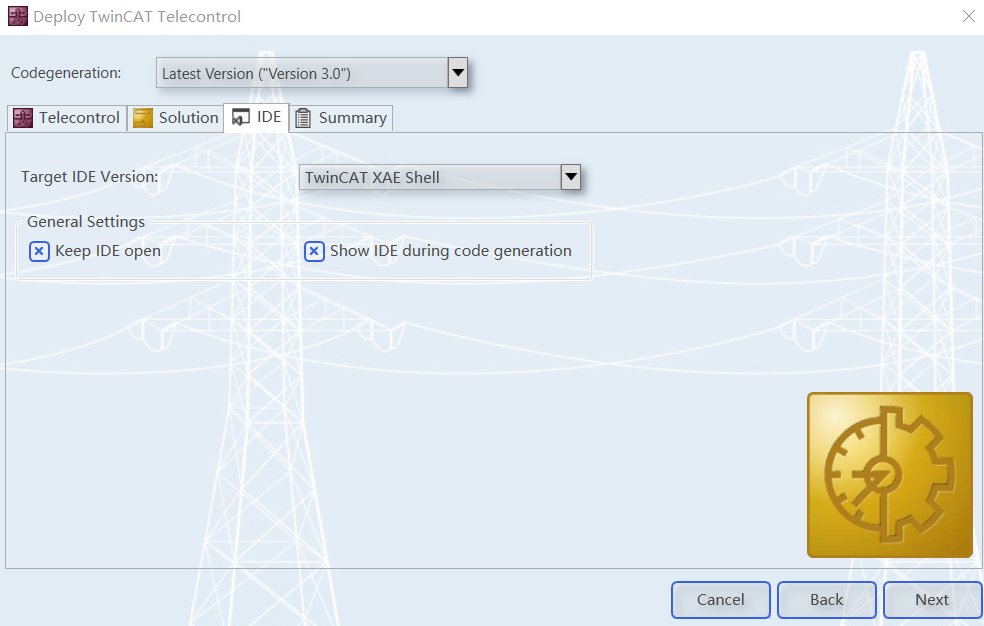 Deploy TwinCAT Telecontrol
Codegeneration: Latest Version ("Version 3.0")
Telecontrol Solution IDE Summary
Target IDE Version: TwinCAT XAE Shell
General Settings
Keep IDE open Show IDE during code generation
Cancel Back Next